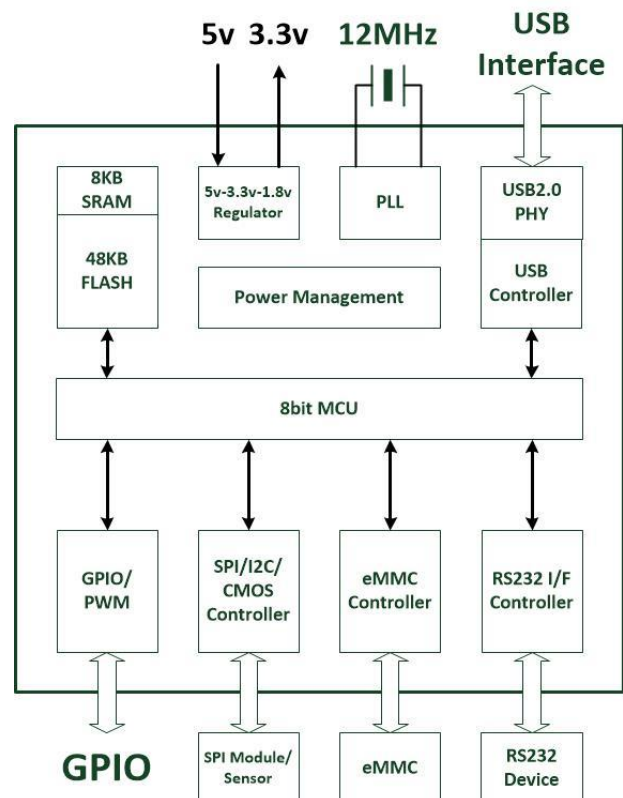 5v 3.3v 12MHz USB
Interface
8KB
SRAM
48KB
FLASH
5v-3.3v-1.8v
Regulator
PLL
USB2.0
PHY
USB
Controller
Power Management
8bit MCU
GPIO/
PWM
SPI/I2C/
CMOS
Controller
eMMC
Controller
RS232 I/F
Controller
GPIO
SPI Module/
Sensor
eMMC
RS232
Device